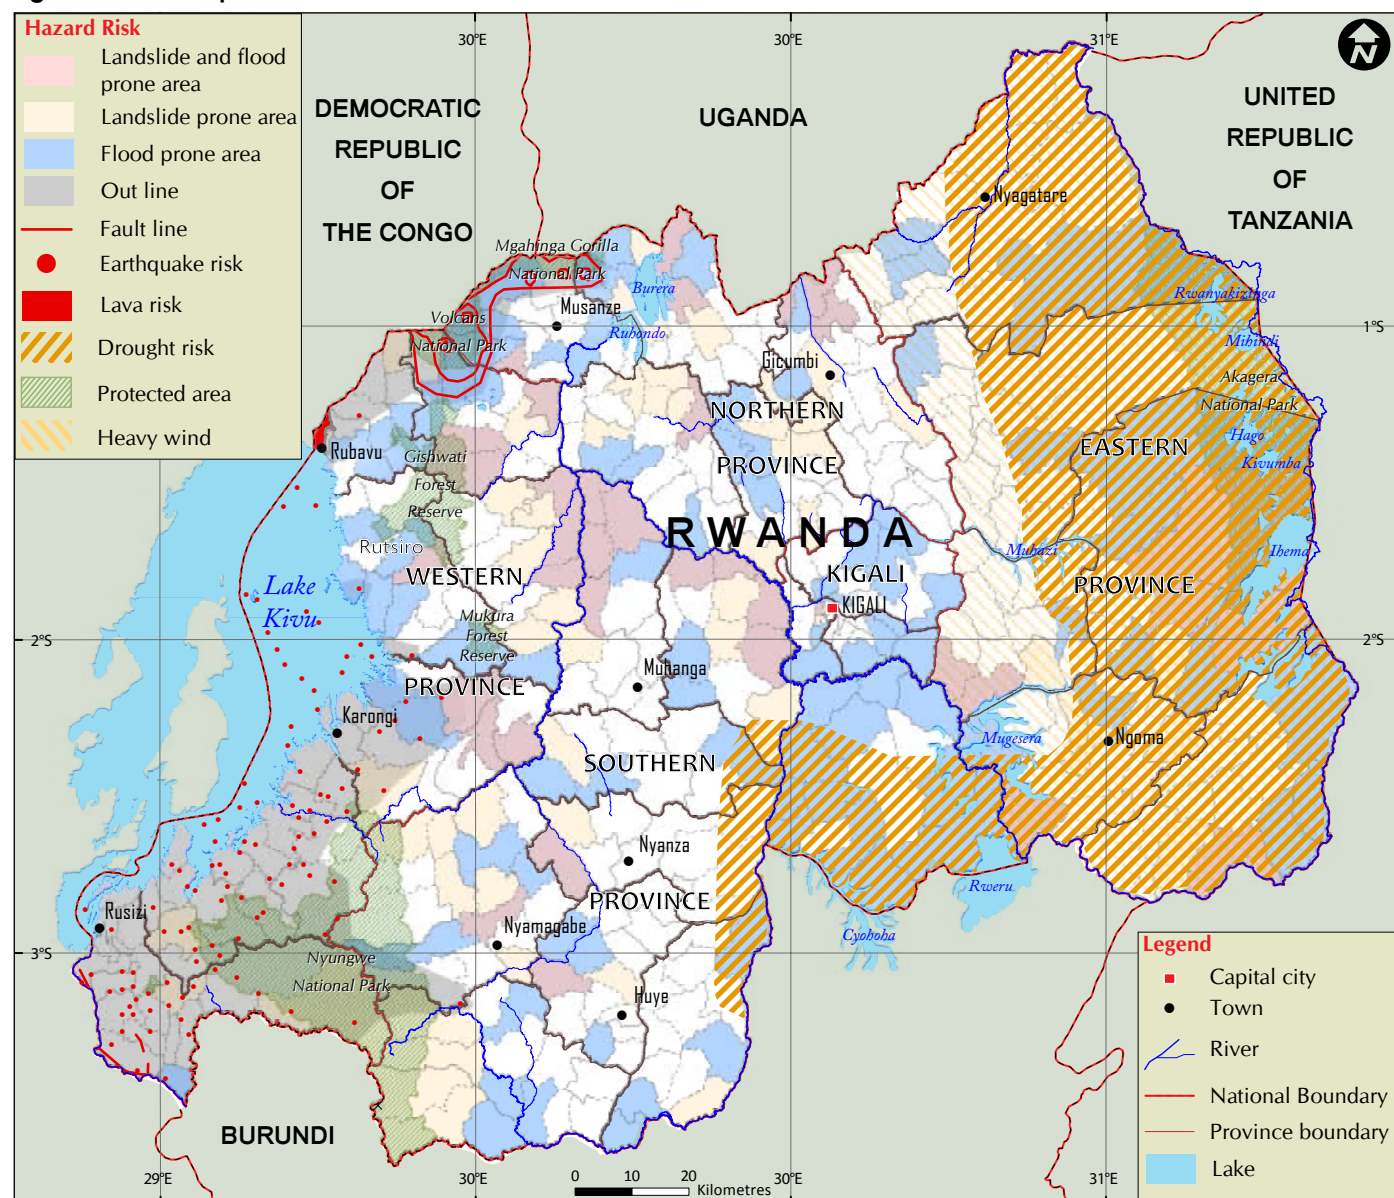 Hazard Risk
Landslide and flood
prone area
Landslide prone area
Flood prone area
Out line
Fault line
Earthquake risk
Lava risk
Drought risk
Protected area
Heavy wind
30°E
30°E
31°E
N
DEMOCRATIC
REPUBLIC
OF
THE CONGO
UGANDA
UNITED
REPUBLIC
OF
TANZANIA
Nyagatare
Mgahinga Gorilla
National Park
Burera
Rwanyakizinga
Musanze
Volcans
National Park
Ruhondo
1°S
Mihindi
Gicumbi
Akagera
National Park
NORTHERN
PROVINCE
Rubavu
Gishwati
Forest
Reserve
EASTERN
PROVINCE
Hago
Kivumba
RWANDA
Rutsiro
WESTERN
PROVINCE
Muhazi
Ihema
KIGALI
KIGALI
Lake
Kivu
Mukura
Forest
Reserve
2°S
2°S
Muhanga
Karongi
Mugesera
Ngoma
SOUTHERN
PROVINCE
Nyanza
Rweru
Rusizi
Nyamagabe
Cyohoha
3°S
Nyungwe
National Park
Huye
BURUNDI
Legend
Capital city
Town
River
National Boundary
Province boundary
Lake
0 10 20
Kilometres
29°E
30°E
30°E
31°E